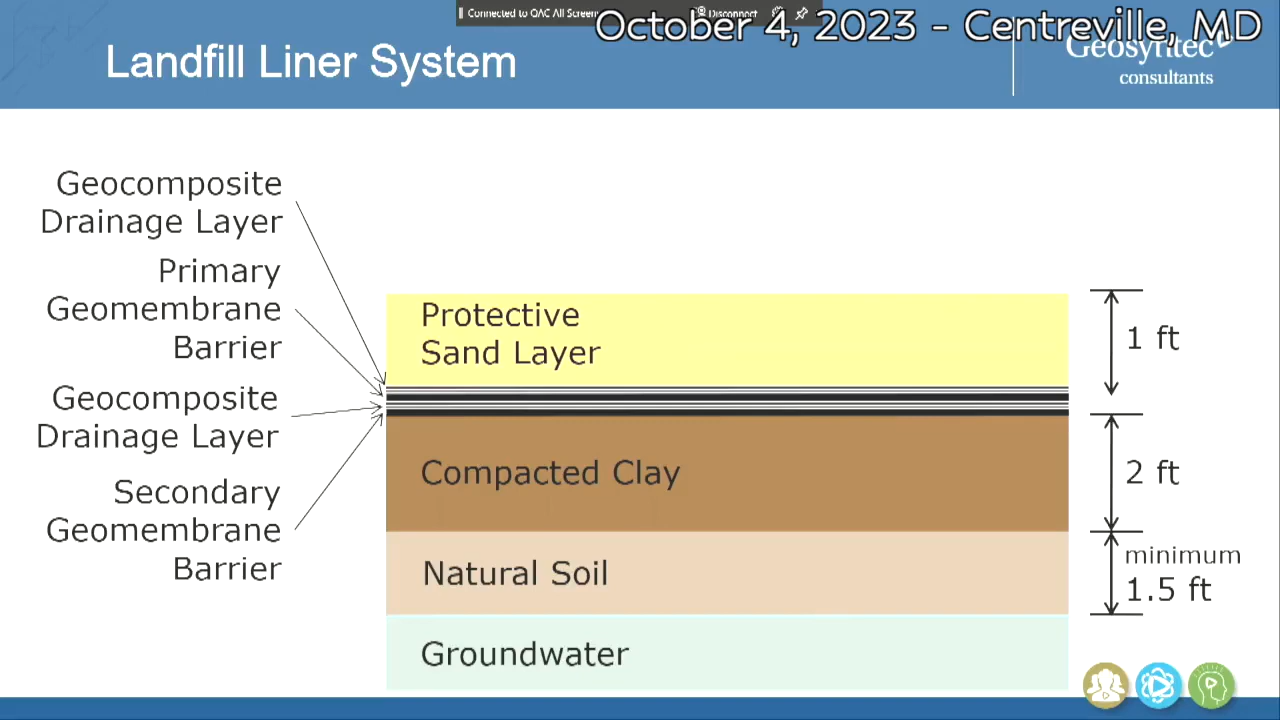 Connected to QAC All Screens
Disconnect
October 4, 2023 - Centreville, MD
Landfill Liner System
Geosyntec
consultants
Geocomposite
Drainage Layer
Primary
Geomembrane
Barrier
Geocomposite
Drainage Layer
Secondary
Geomembrane
Barrier
Protective
Sand Layer
1 ft
Compacted Clay
2 ft
Natural Soil
minimum
1.5 ft
Groundwater